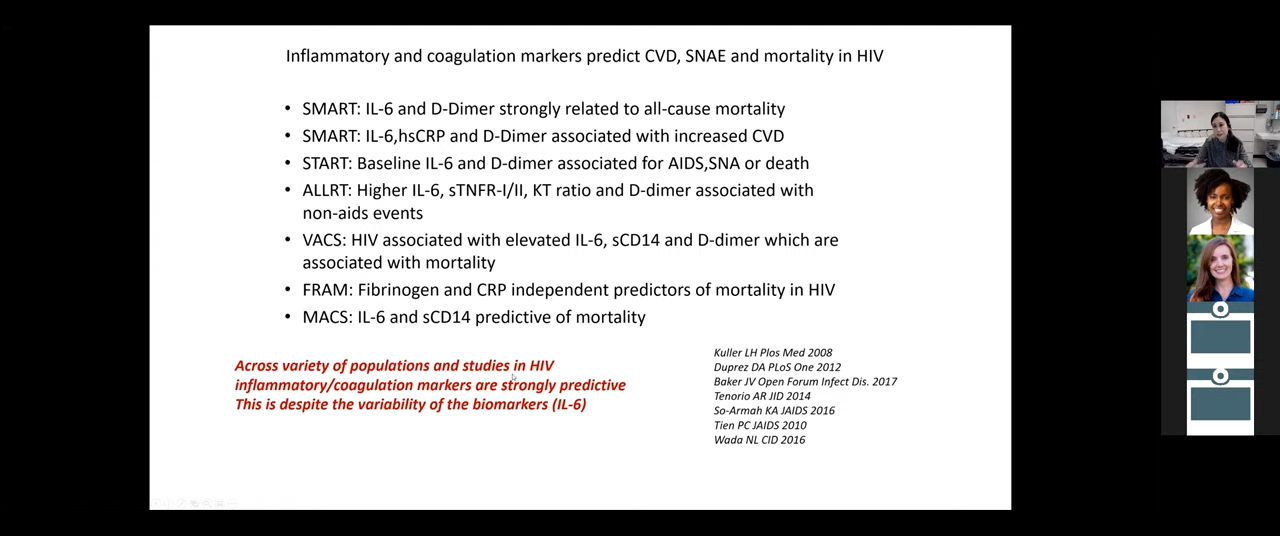 Inflammatory and coagulation markers predict CVD, SNAE and mortality in HIV
• SMART: IL-6 and D-Dimer strongly related to all-cause mortality
• SMART: IL-6,hsCRP and D-Dimer associated with increased CVD
• START: Baseline IL-6 and D-dimer associated for AIDS,SNA or death
• ALLRT: Higher IL-6, sTNFR-I/II, KT ratio and D-dimer associated with
non-aids events
• VACS: HIV associated with elevated IL-6, sCD14 and D-dimer which are
associated with mortality
• FRAM: Fibrinogen and CRP independent predictors of mortality in HIV
• MACS: IL-6 and sCD14 predictive of mortality
Across variety of populations and studies in HIV
inflammatory/coagulation markers are strongly predictive
This is despite the variability of the biomarkers (IL-6)
Kuller LH Plos Med 2008
Duprez DA PLoS One 2012
Baker JV Open Forum Infect Dis. 2017
Tenorio AR JID 2014
So-Armah KA JAIDS 2016
Tien PC JAIDS 2010
Wada NL CID 2016